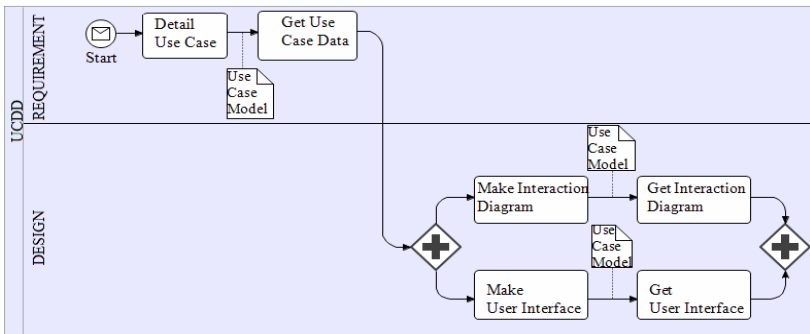 UCDD
REQUIREMENT
Start
Detail
Use Case
Get Use
Case Data
Use
Case
Model
DESIGN
Make Interaction
Diagram
Use
Case
Model
Get Interaction
Diagram
Make
User Interface
Use
Case
Model
Get
User Interface